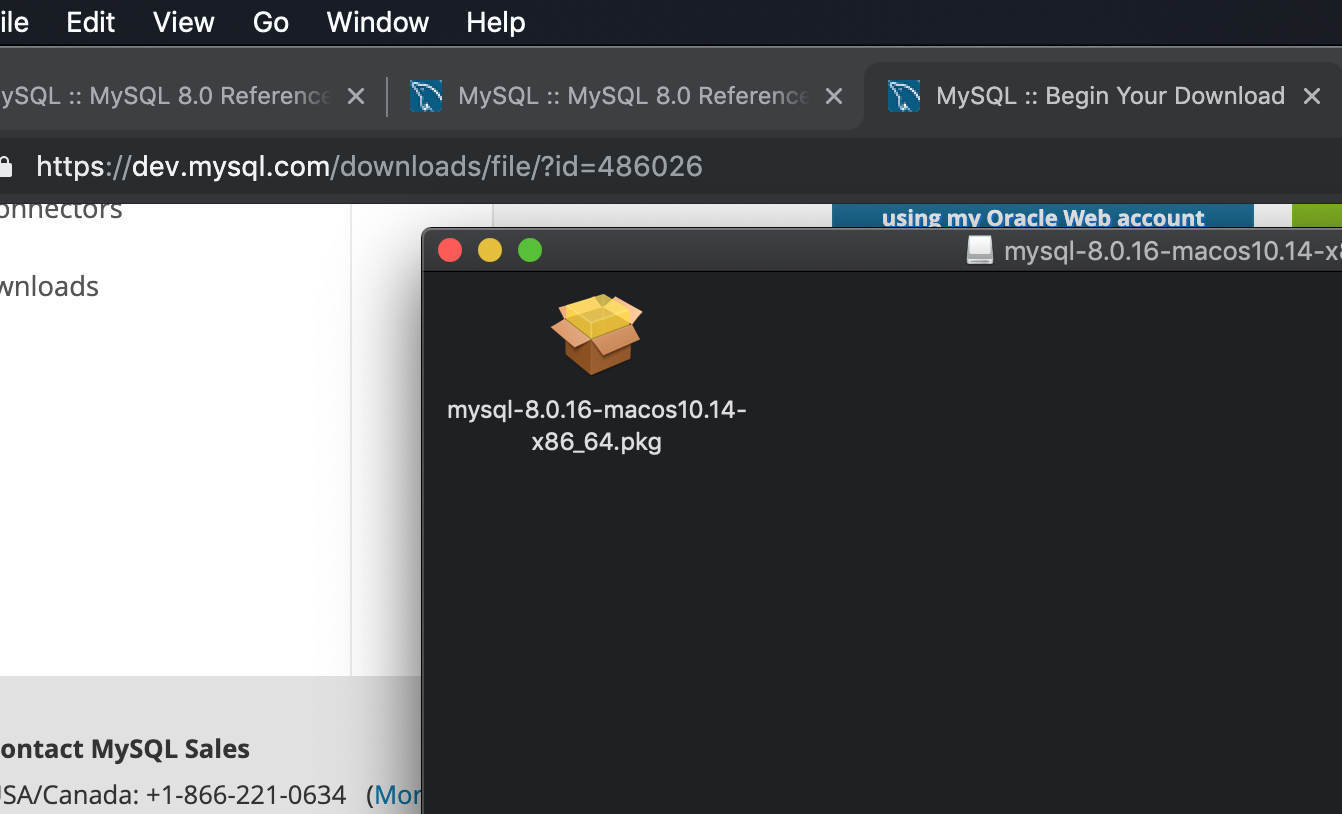 ile Edit View Go Window Help
ySQL :: MySQL 8.0 Reference MySQL :: MySQL 8.0 Reference MySQL :: Begin Your Download
https://dev.mysql.com/downloads/file/?id=486026
onnectors
using my Oracle Web account
mysql-8.0.16-macos10.14-x8
wnloads
mysql-8.0.16-macos10.14-
x86_64.pkg
ontact MySQL Sales
USA/Canada: +1-866-221-0634 (Mor